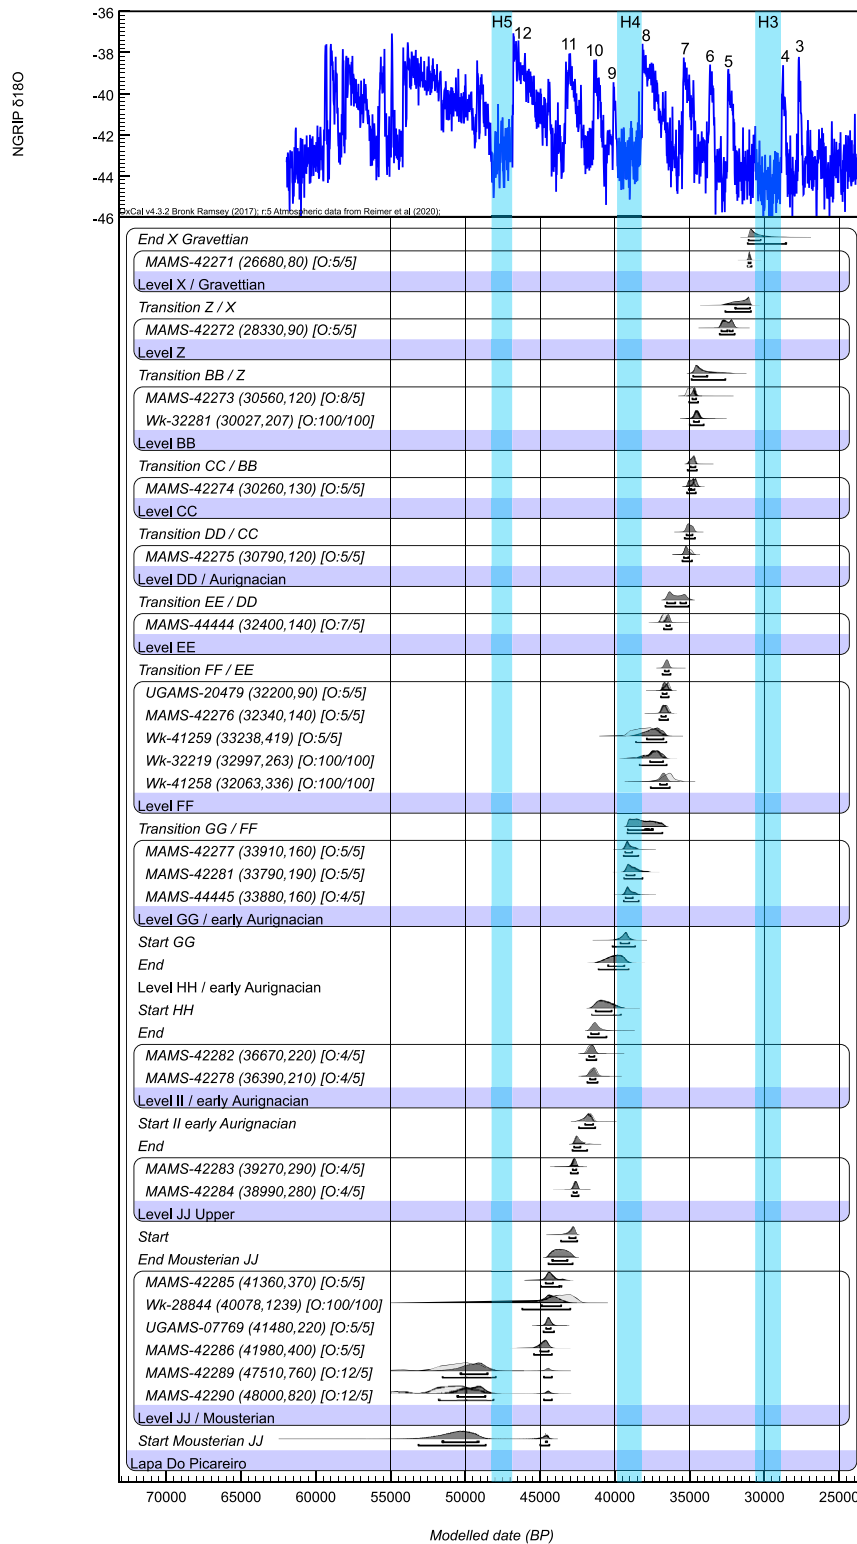 NGRIP δ18O
-36
-38
-40
-42
-44
-46
H5
H4
H3
12
11
10
9
8
7
6
5
4
3
OxCal v4.3.2 Bronk Ramsey (2017); r:5 Atmospheric data from Reimer et al (2020);
End X Gravettian
MAMS-42271 (26680,80) [O:5/5]
Level X / Gravettian
Transition Z / X
MAMS-42272 (28330,90) [O:5/5]
Level Z
Transition BB / Z
MAMS-42273 (30560,120) [O:8/5]
Wk-32281 (30027,207) [O:100/100]
Level BB
Transition CC / BB
MAMS-42274 (30260,130) [O:5/5]
Level CC
Transition DD / CC
MAMS-42275 (30790,120) [O:5/5]
Level DD / Aurignacian
Transition EE / DD
MAMS-44444 (32400,140) [O:7/5]
Level EE
Transition FF / EE
UGAMS-20479 (32200,90) [O:5/5]
MAMS-42276 (32340,140) [O:5/5]
Wk-41259 (33238,419) [O:5/5]
Wk-32219 (32997,263) [O:100/100]
Wk-41258 (32063,336) [O:100/100]
Level FF
Transition GG / FF
MAMS-42277 (33910,160) [O:5/5]
MAMS-42281 (33790,190) [O:5/5]
MAMS-44445 (33880,160) [O:4/5]
Level GG / early Aurignacian
Start GG
End
Level HH / early Aurignacian
Start HH
End
MAMS-42282 (36670,220) [O:4/5]
MAMS-42278 (36390,210) [O:4/5]
Level II / early Aurignacian
Start II early Aurignacian
End
MAMS-42283 (39270,290) [O:4/5]
MAMS-42284 (38990,280) [O:4/5]
Level JJ Upper
Start
End Mousterian JJ
MAMS-42285 (41360,370) [O:5/5]
Wk-28844 (40078,1239) [O:100/100]
UGAMS-07769 (41480,220) [O:5/5]
MAMS-42286 (41980,400) [O:5/5]
MAMS-42289 (47510,760) [O:12/5]
MAMS-42290 (48000,820) [O:12/5]
Level JJ / Mousterian
Start Mousterian JJ
Lapa Do Picareiro
70000 65000 60000 55000 50000 45000 40000 35000 30000 25000
Modelled date (BP)